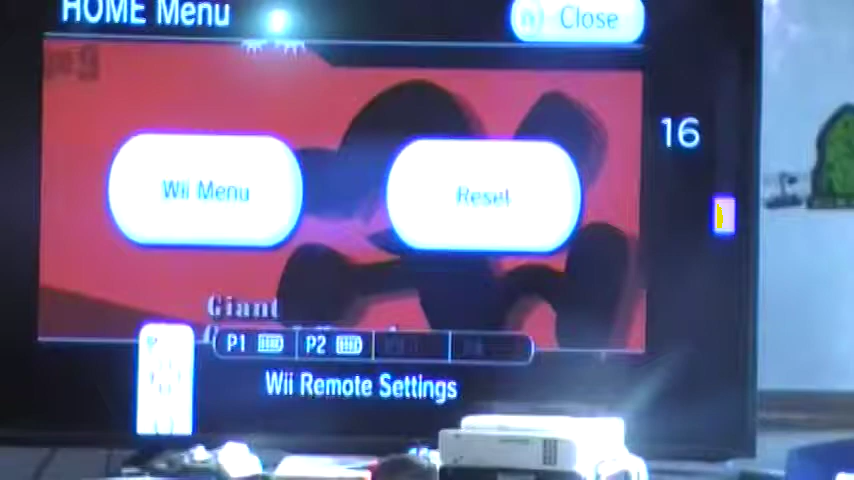 HOME Menu
Close
16
Wii Menu
Reset
Giant
P1 P2
Wii Remote Settings